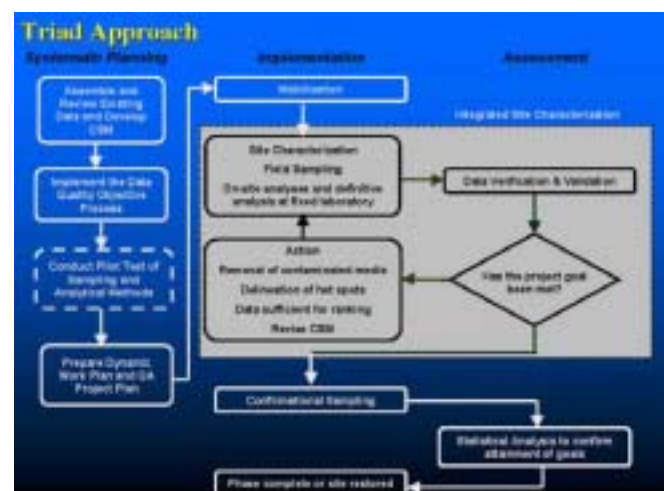 Triad Approach
Systematic Planning
Implementation
Assessment
Assemble and
Review Existing
Data and Develop
CSM
Implement the Data
Quality Objective
Process
Conduct Pilot Test of
Sampling and
Analytical Methods
Prepare Dynamic
Work Plan and QA
Project Plan
Mobilization
Integrated Site Characterization
Site Characterization
Field Sampling
On-site analyses and definitive
analysis at fixed laboratory
Data Verification & Validation
Action
Removal of contaminated media
Delineation of hot spots
Data sufficient for ranking
Revise CSM
Has the project goal
been met?
Confirmational Sampling
Statistical Analysis to confirm
attainment of goals
Phase complete or site restored